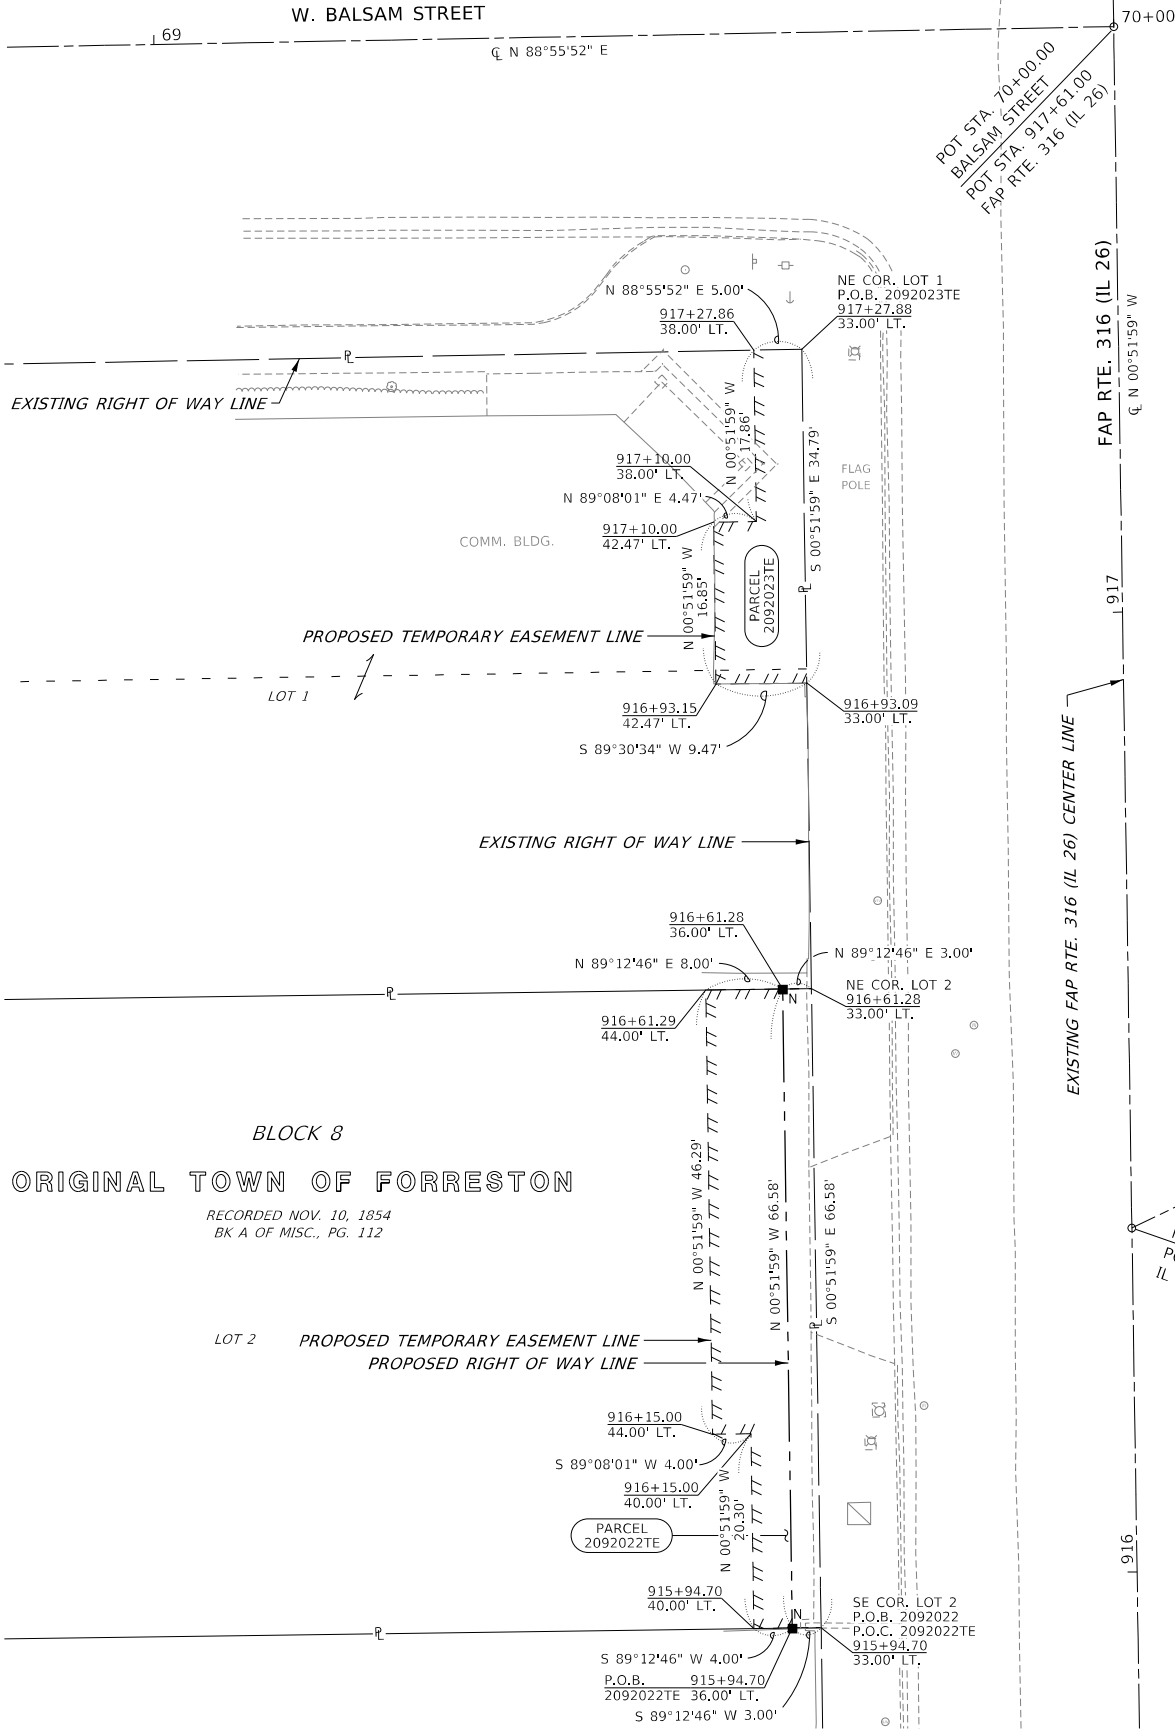 W. BALSAM STREET
69
℄ N 88°55'52" E
70+00
POT STA. 70+00.00
BALSAM STREET
POT STA. 917+61.00
FAP RTE. 316 (IL 26)
FAP RTE. 316 (IL 26)
℄ N 00°51'59" W
NE COR. LOT 1
P.O.B. 2092023TE
917+27.88
33.00' LT.
N 88°55'52" E 5.00'
917+27.86
38.00' LT.
PL
EXISTING RIGHT OF WAY LINE
N 00°51'59" W
17.86'
S 00°51'59" E 34.79'
FLAG
POLE
917+10.00
38.00' LT.
N 89°08'01" E 4.47'
917+10.00
42.47' LT.
COMM. BLDG.
PARCEL
2092023TE
N 00°51'59" W
16.85'
PL
917
PROPOSED TEMPORARY EASEMENT LINE
LOT 1
916+93.15
42.47' LT.
916+93.09
33.00' LT.
S 89°30'34" W 9.47'
EXISTING FAP RTE. 316 (IL 26) CENTER LINE
EXISTING RIGHT OF WAY LINE
916+61.28
36.00' LT.
N 89°12'46" E 8.00'
N 89°12'46" E 3.00'
NE COR. LOT 2
916+61.28
33.00' LT.
PL
N
916+61.29
44.00' LT.
BLOCK 8
ORIGINAL TOWN OF FORRESTON
RECORDED NOV. 10, 1854
BK A OF MISC., PG. 112
N 00°51'59" W 46.29'
N 00°51'59" W 66.58'
S 00°51'59" E 66.58'
PL
IL
LOT 2
PROPOSED TEMPORARY EASEMENT LINE
PROPOSED RIGHT OF WAY LINE
916+15.00
44.00' LT.
S 89°08'01" W 4.00'
916+15.00
40.00' LT.
N 00°51'59" W
20.30'
PARCEL
2092022TE
916
915+94.70
40.00' LT.
N
SE COR. LOT 2
P.O.B. 2092022
P.O.C. 2092022TE
915+94.70
33.00' LT.
PL
S 89°12'46" W 4.00'
P.O.B. 915+94.70
2092022TE 36.00' LT.
S 89°12'46" W 3.00'